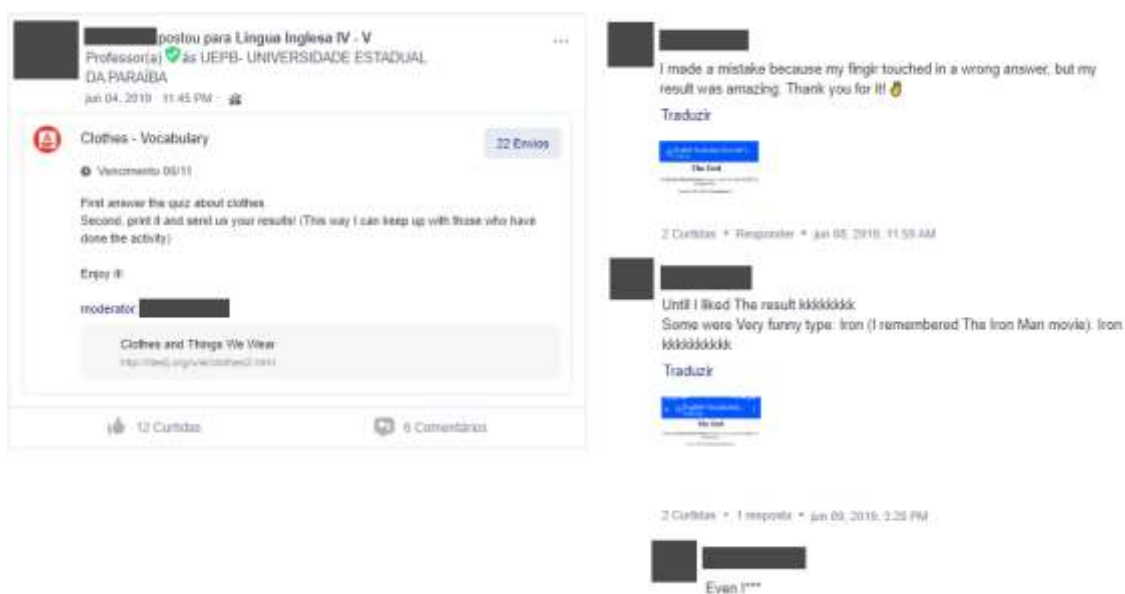 postou para Lingua Inglesa IV - V
Professor(a) às UEPB- UNIVERSIDADE ESTADUAL
DA PARAÍBA
jun 04, 2019 · 11:45 PM ·
Clothes - Vocabulary
22 Envios
Vencimento 06/11
First answer the quiz about clothes
Second, print it and send us your results! (This way I can keep up with those who have
done the activity)
Enjoy it!
moderator:
Clothes and Things We Wear
12 Curtidas
6 Comentários
I made a mistake because my fingir touched in a wrong answer, but my
result was amazing. Thank you for it!
Traduzir
The End
2 Curtidas • Responder • jun 08, 2019, 11:59 AM
Until I liked The result kkkkkkkk
Some were Very funny type: Iron (I remembered The Iron Man movie). Iron
kkkkkkkkkk
Traduzir
The End
2 Curtidas • 1 resposta • jun 09, 2019, 3:26 PM
Even I***